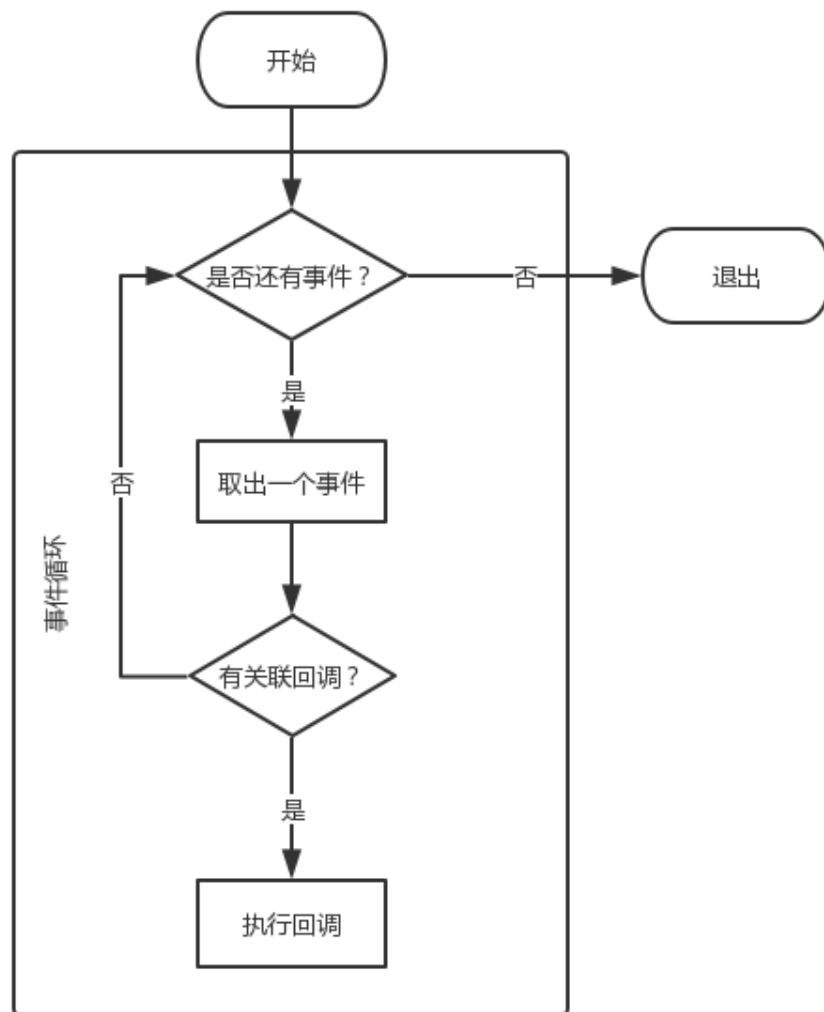 开始
是否还有事件？
否
退出
是
取出一个事件
否
事件循环
有关联回调？
是
执行回调